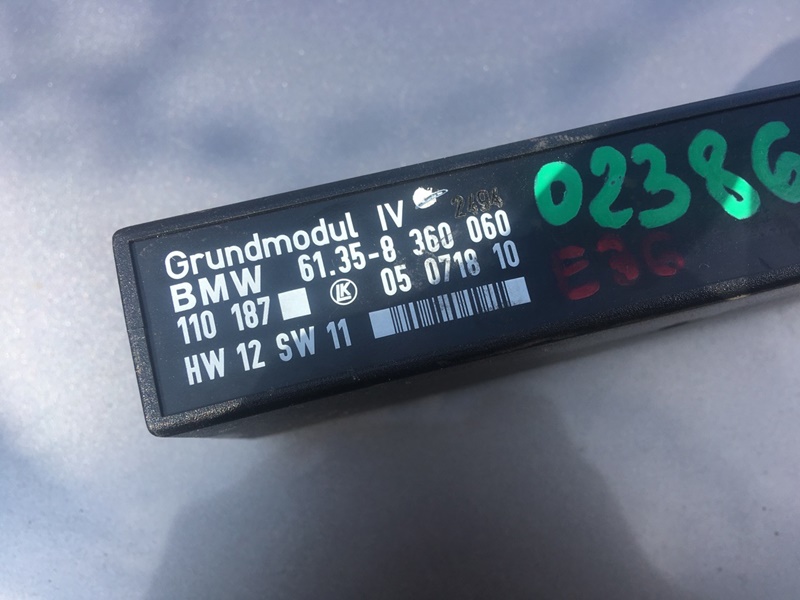 Grundmodul IV 2494
BMW 61.35-8 360 060
110 187 LK 05 0718 10
HW 12 SW 11
02386
E36